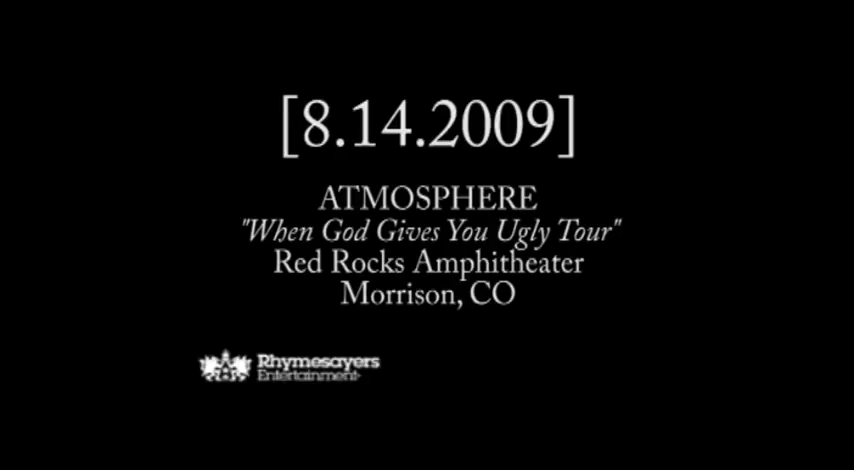 [8.14.2009]
ATMOSPHERE
"When God Gives You Ugly Tour"
Red Rocks Amphitheater
Morrison, CO
Rhymesayers
Entertainment